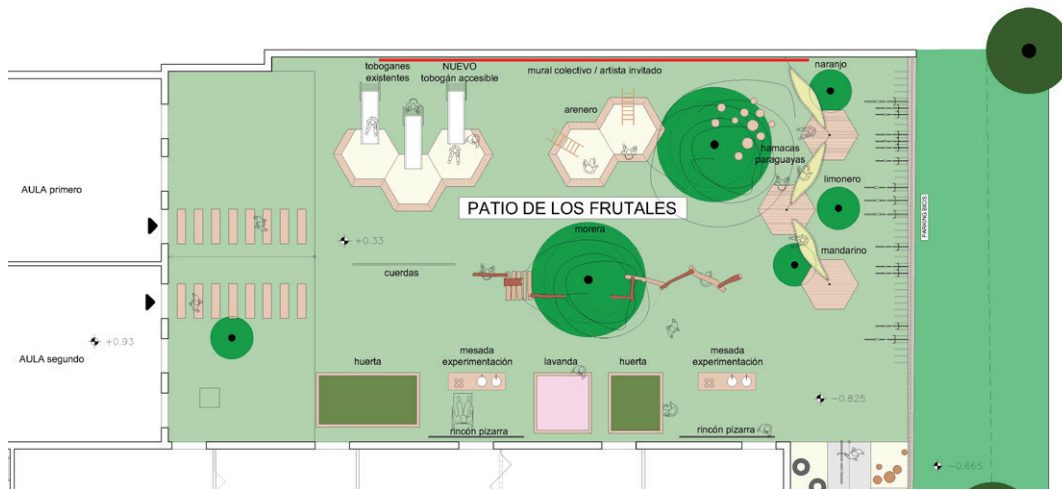 toboganes
existentes
NUEVO
tobogán accesible
mural colectivo / artista invitado
naranjo
arenero
hamacas
paraguayas
limonero
AULA primero
PATIO DE LOS FRUTALES
PARKING BICIS
morera
+0.33
mandarino
cuerdas
+0.93
AULA segundo
huerta
mesada
experimentación
lavanda
huerta
mesada
experimentación
-0.825
rincón pizarra
rincón pizarra
-0.665